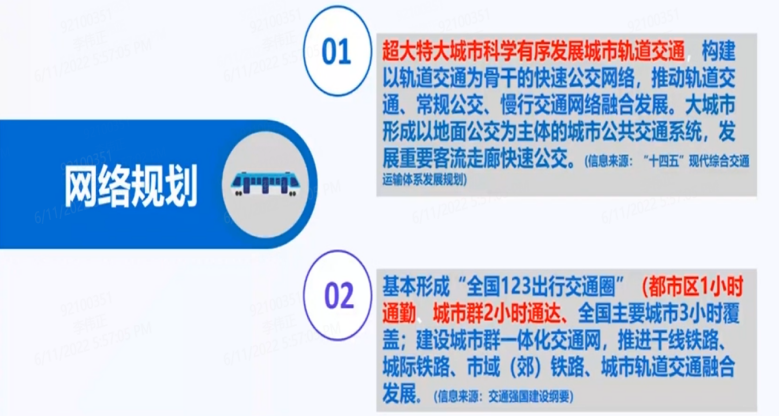 网络规划
01
超大特大城市科学有序发展城市轨道交通，构建
以轨道交通为骨干的快速公交网络，推动轨道交
通、常规公交、慢行交通网络融合发展。大城市
形成以地面公交为主体的城市公共交通系统，发
展重要客流走廊快速公交。(信息来源：“十四五”现代综合交通
运输体系发展规划)
02
基本形成“全国123出行交通圈”（都市区1小时
通勤、城市群2小时通达、全国主要城市3小时覆
盖；建设城市群一体化交通网，推进干线铁路、
城际铁路、市域（郊）铁路、城市轨道交通融合
发展。(信息来源：交通强国建设纲要)